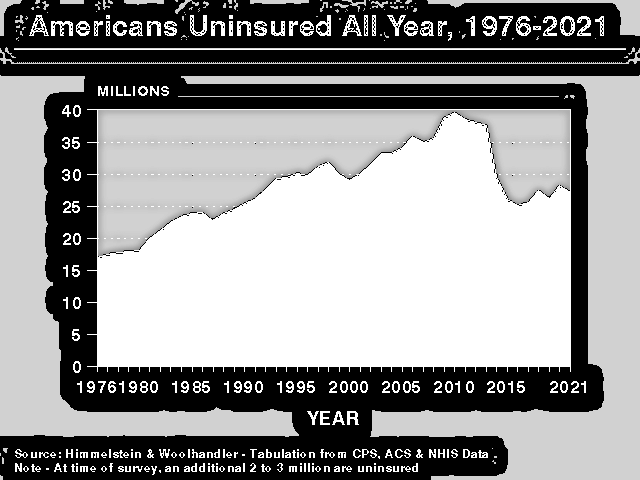 Americans Uninsured All Year, 1976-2021
MILLIONS
40
35
30
25
20
15
10
5
0
1976 1980 1985 1990 1995 2000 2005 2010 2015 2021
YEAR
Source: Himmelstein & Woolhandler - Tabulation from CPS, ACS & NHIS Data
Note - At time of survey, an additional 2 to 3 million are uninsured